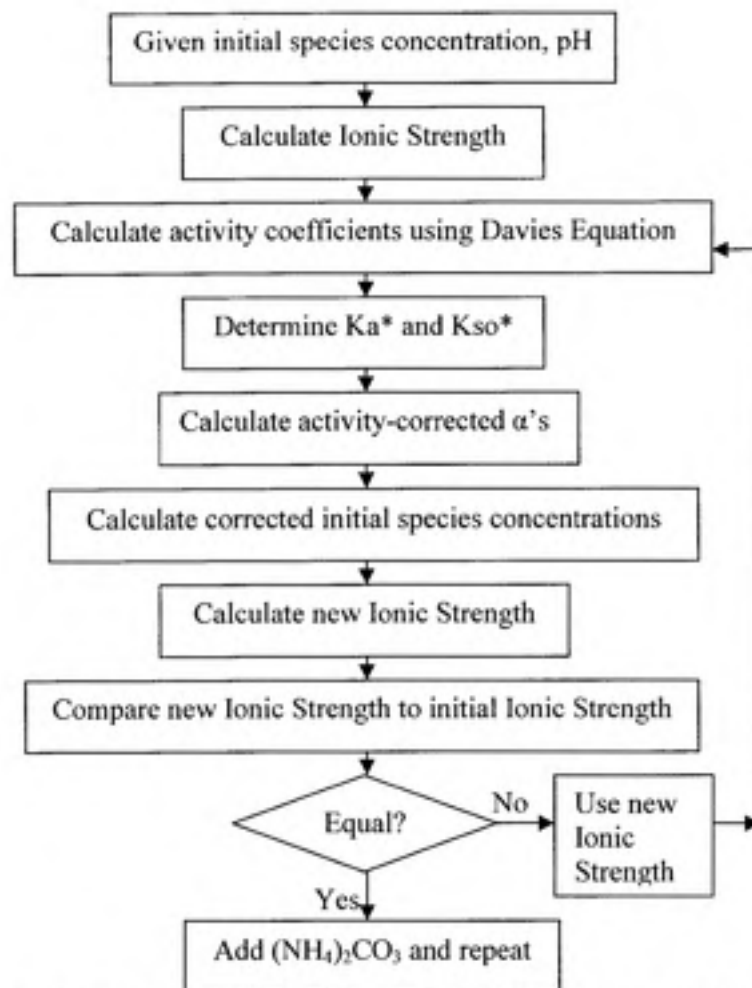 Given initial species concentration, pH
Calculate Ionic Strength
Calculate activity coefficients using Davies Equation
Determine Ka* and Kso*
Calculate activity-corrected α's
Calculate corrected initial species concentrations
Calculate new Ionic Strength
Compare new Ionic Strength to initial Ionic Strength
Equal?
No
Use new
Ionic
Strength
Yes
Add (NH₄)₂CO₃ and repeat